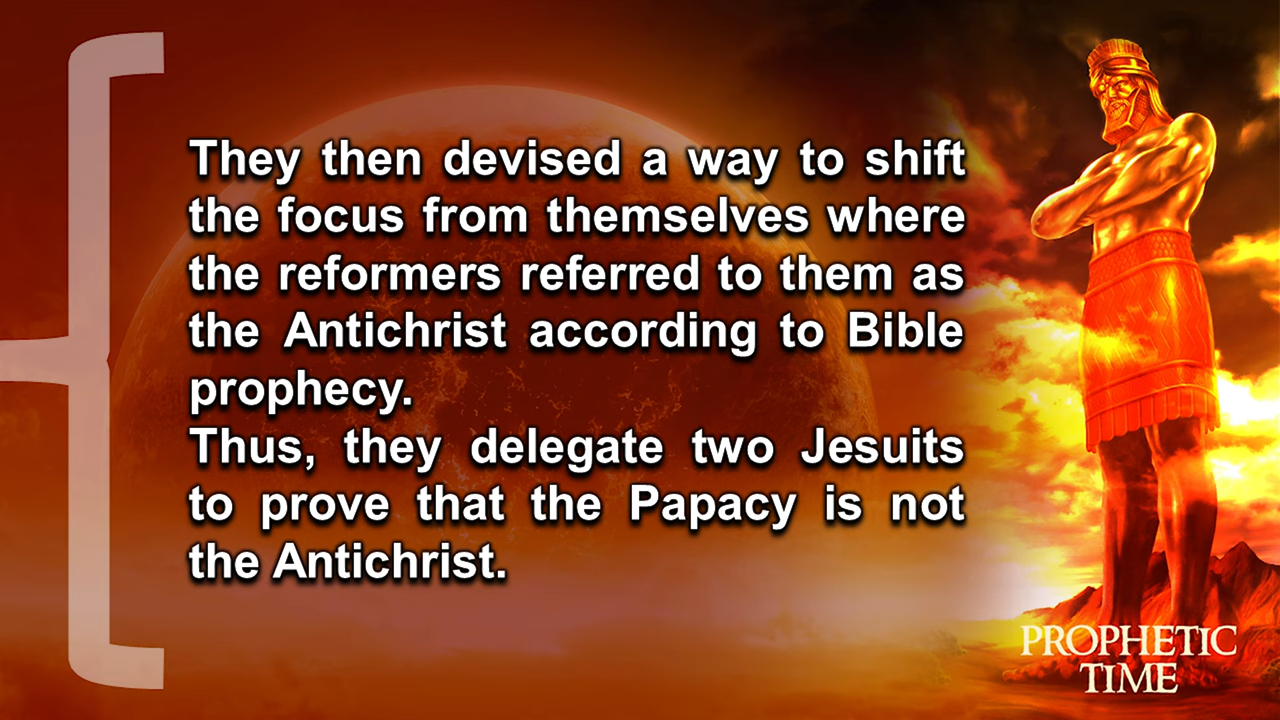 They then devised a way to shift
the focus from themselves where
the reformers referred to them as
the Antichrist according to Bible
prophecy.
Thus, they delegate two Jesuits
to prove that the Papacy is not
the Antichrist.
PROPHETIC
TIME